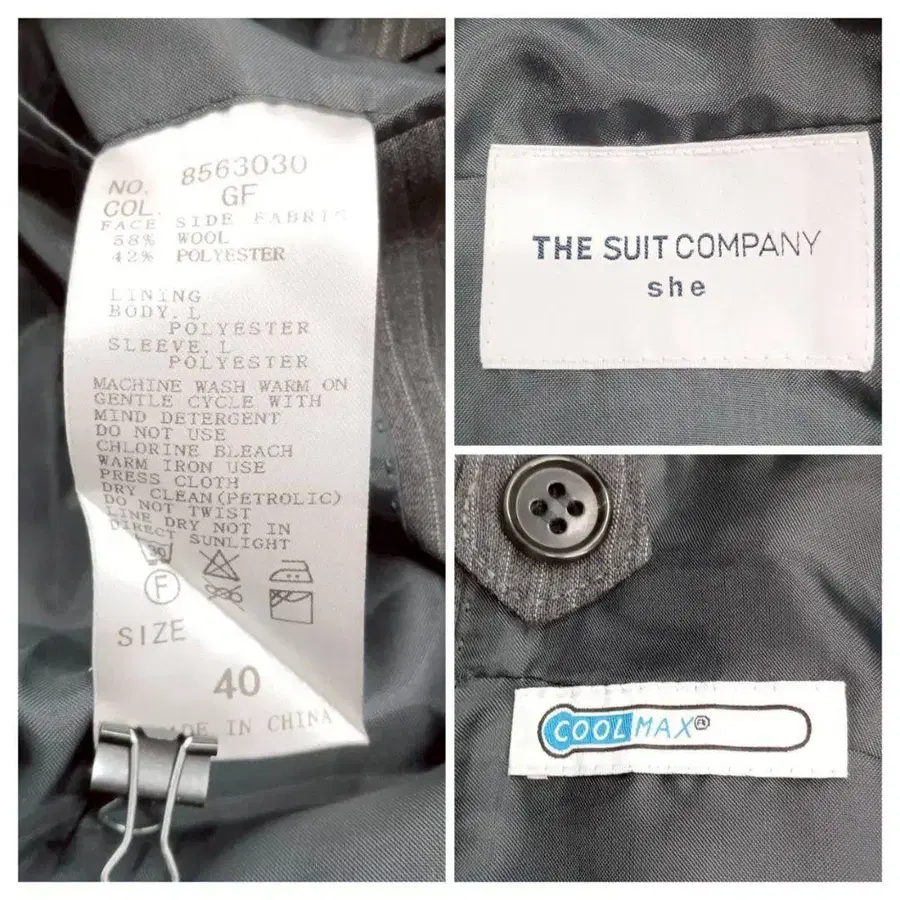 NO. 8563030
COL. GF
FACE SIDE FABRIC
58% WOOL
42% POLYESTER
LINING
BODY.L
POLYESTER
SLEEVE.L
POLYESTER
MACHINE WASH WARM ON
GENTLE CYCLE WITH
MIND DETERGENT
DO NOT USE
CHLORINE BLEACH
WARM IRON USE
PRESS CLOTH
DRY CLEAN(PETROLIC)
DO NOT TWIST
LINE DRY NOT IN
DIRECT SUNLIGHT
30
F
SIZE
40
IN CHINA
THE SUIT COMPANY
she
COOLMAX®